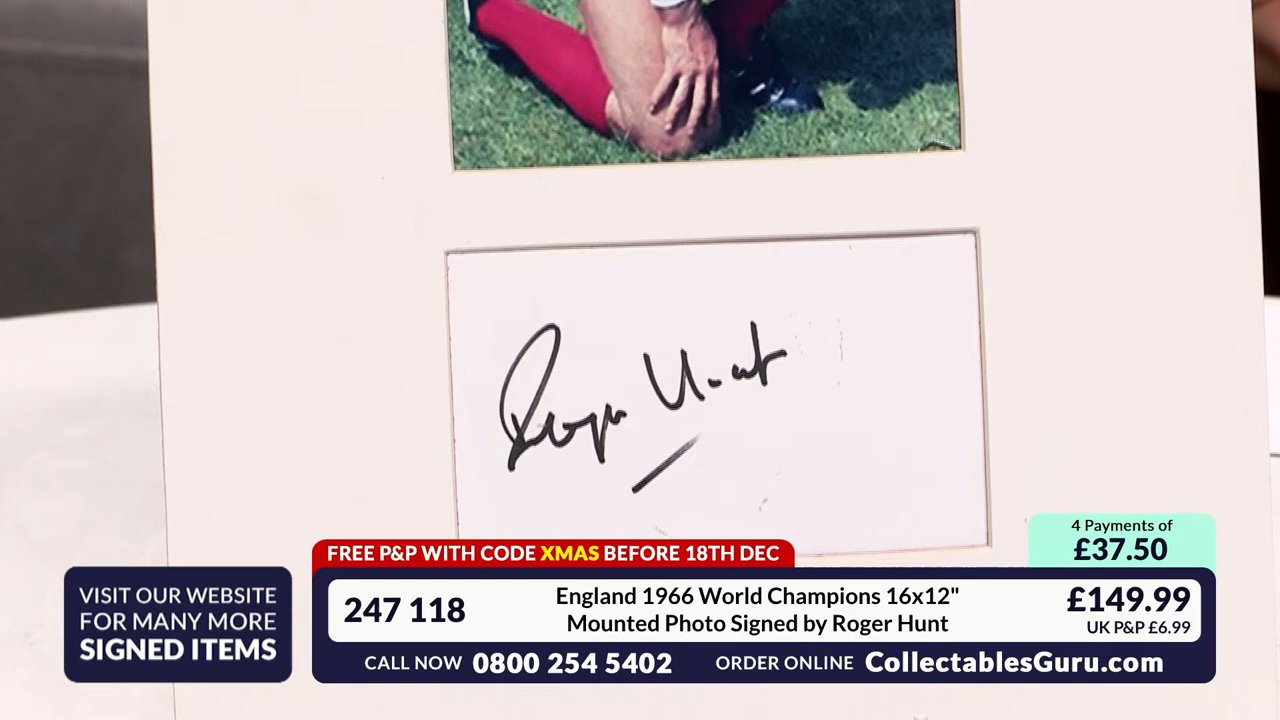 Roger Hunt
4 Payments of
£37.50
FREE P&P WITH CODE XMAS BEFORE 18TH DEC
VISIT OUR WEBSITE
FOR MANY MORE
SIGNED ITEMS
247 118
England 1966 World Champions 16x12"
Mounted Photo Signed by Roger Hunt
£149.99
UK P&P £6.99
CALL NOW 0800 254 5402
ORDER ONLINE CollectablesGuru.com